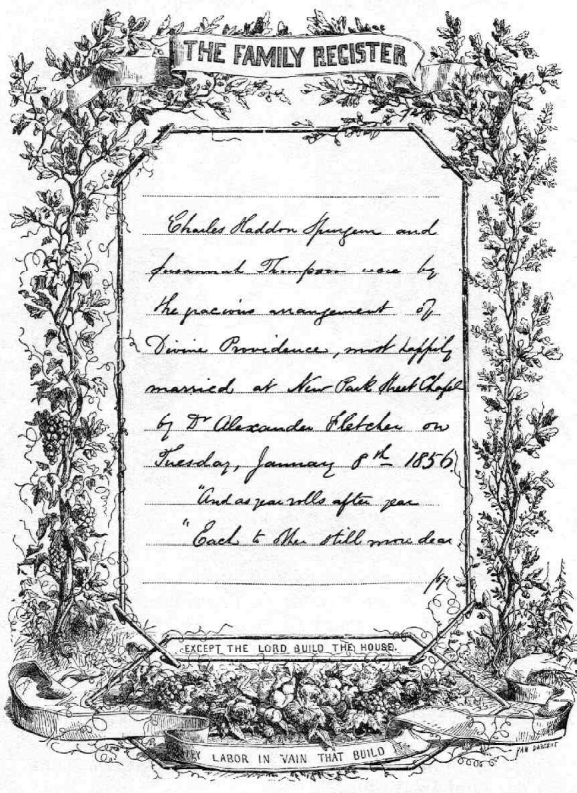 THE FAMILY REGISTER
Charles Haddon Spurgeon and
Susannah Thompson were by
the gracious arrangement of
Divine Providence, most happily
married at New Park Street Chapel
by Dr Alexander Fletcher on
Tuesday, January 8th 1856
"And as year rolls after year
"Each to other still more dear
EXCEPT THE LORD BUILD THE HOUSE.
THEY LABOR IN VAIN THAT BUILD